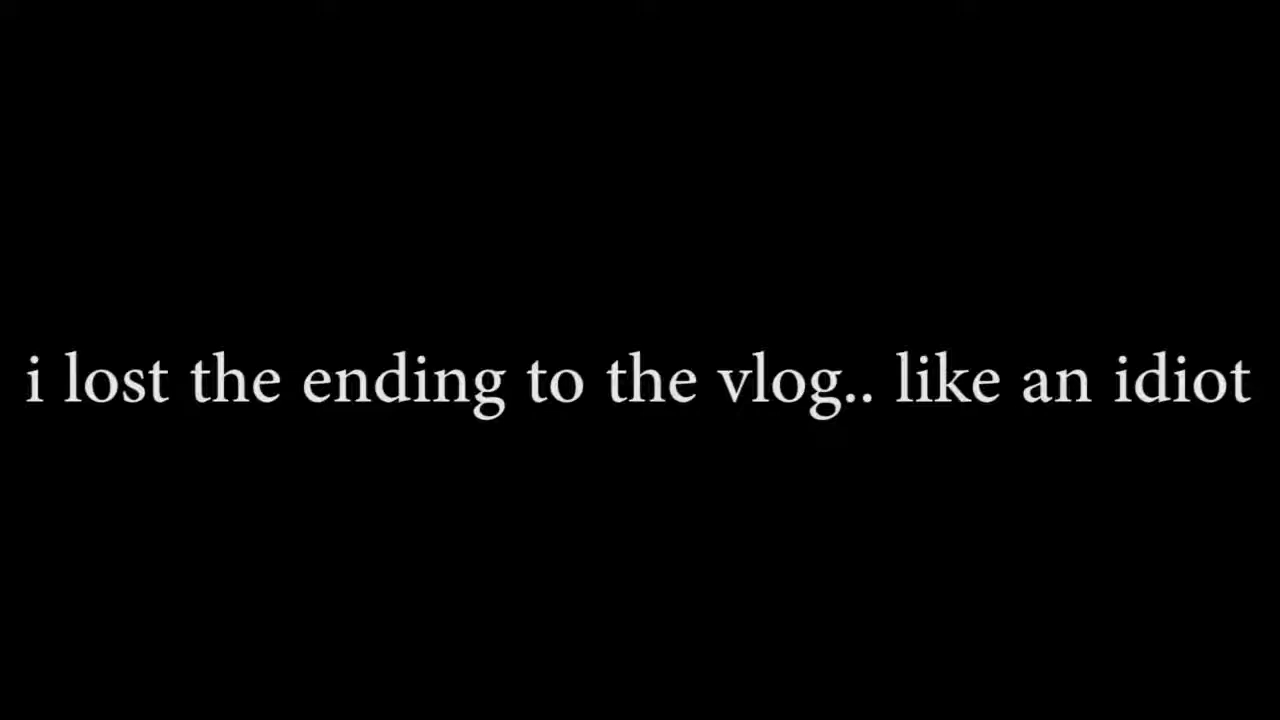 i lost the ending to the vlog.. like an idiot